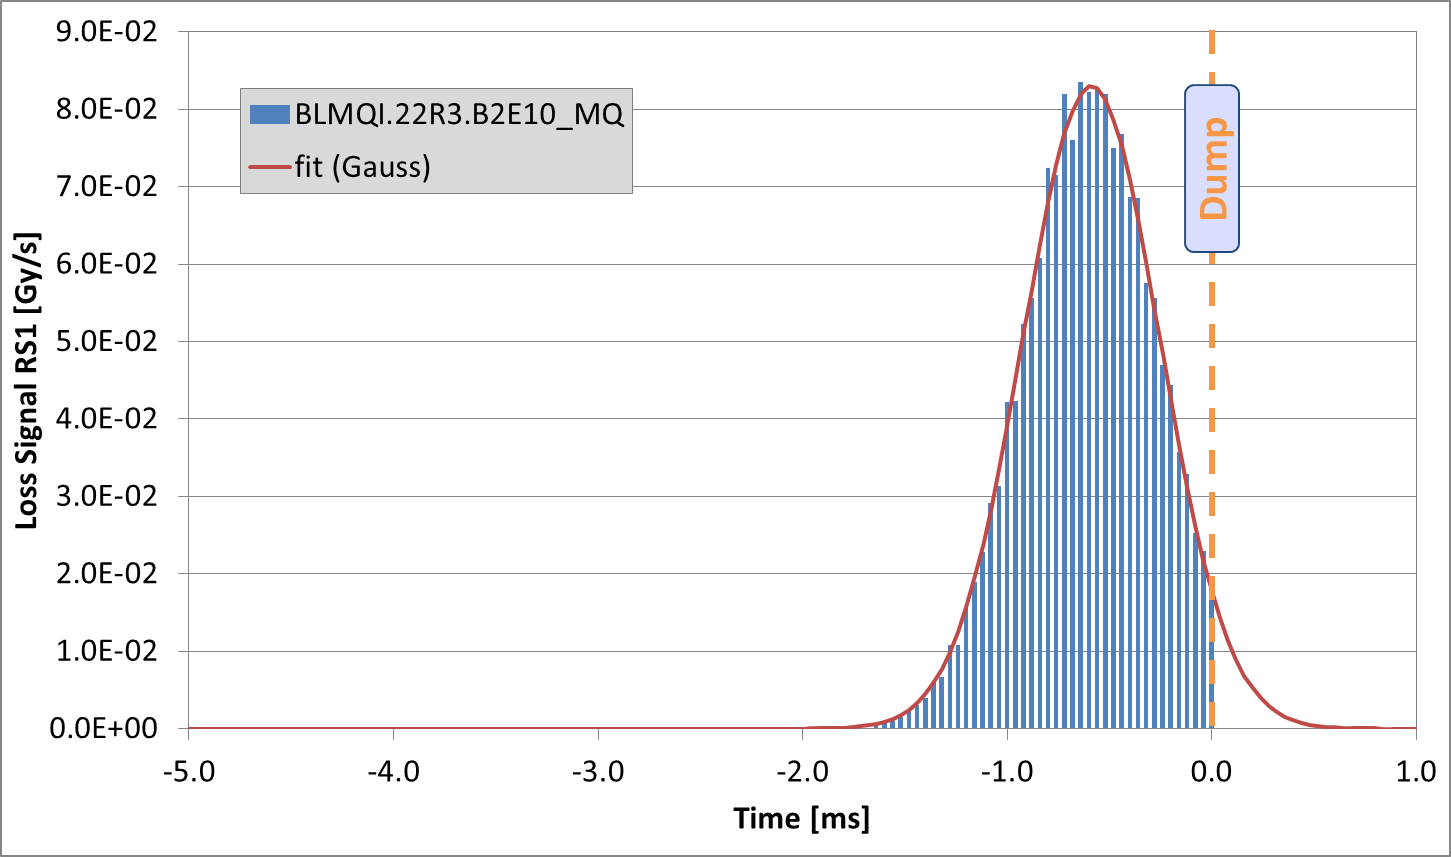 9.0E-02
8.0E-02
7.0E-02
6.0E-02
5.0E-02
4.0E-02
3.0E-02
2.0E-02
1.0E-02
0.0E+00
Loss Signal RS1 [Gy/s]
BLMQI.22R3.B2E10_MQ
fit (Gauss)
Dump
-5.0 -4.0 -3.0 -2.0 -1.0 0.0 1.0
Time [ms]